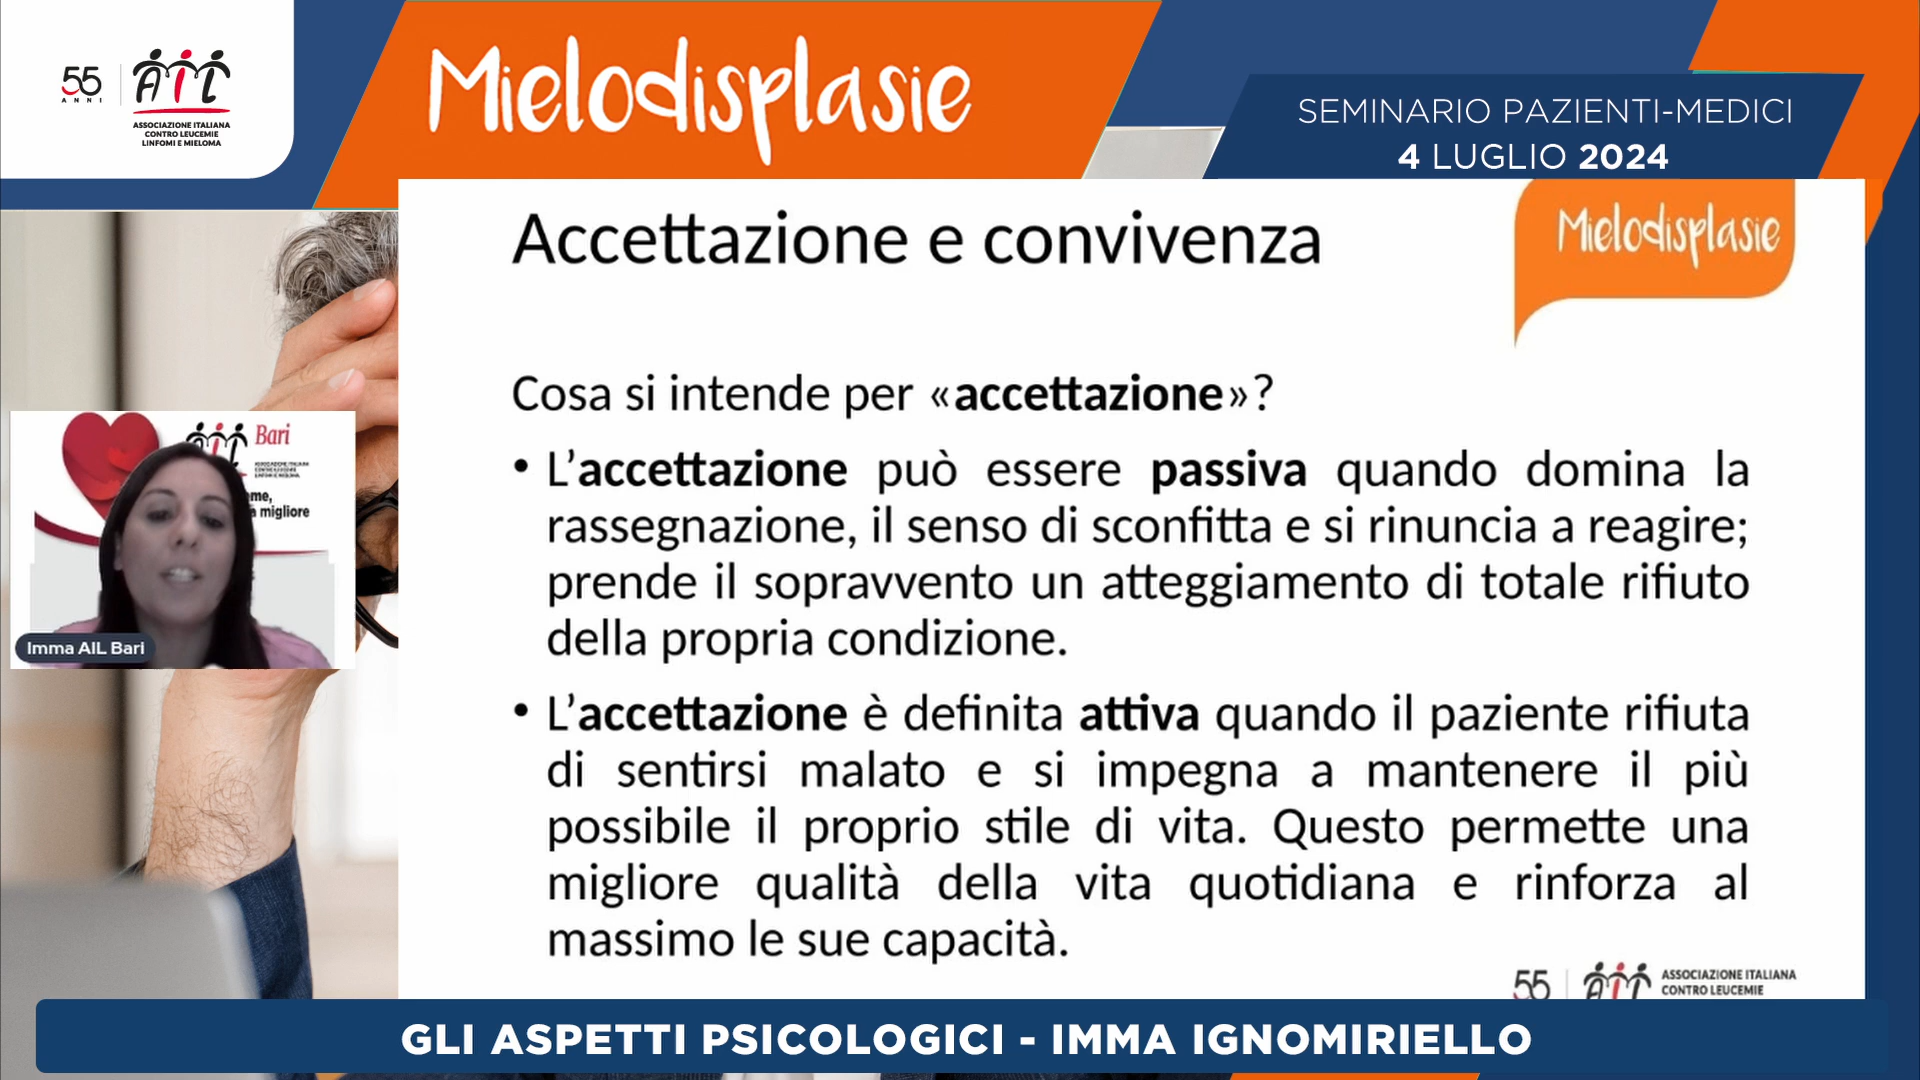 55
ANNI
AIL
ASSOCIAZIONE ITALIANA
CONTRO LEUCEMIE
LINFOMI E MIELOMA
Mielodisplasie
SEMINARIO PAZIENTI-MEDICI
4 LUGLIO 2024
Accettazione e convivenza
Mielodisplasie
Cosa si intende per «accettazione»?
• L’accettazione può essere passiva quando domina la
rassegnazione, il senso di sconfitta e si rinuncia a reagire;
prende il sopravvento un atteggiamento di totale rifiuto
della propria condizione.
• L’accettazione è definita attiva quando il paziente rifiuta
di sentirsi malato e si impegna a mantenere il più
possibile il proprio stile di vita. Questo permette una
migliore qualità della vita quotidiana e rinforza al
massimo le sue capacità.
AIL Bari
migliore
Imma AIL Bari
55 AIL
ASSOCIAZIONE ITALIANA
CONTRO LEUCEMIE
GLI ASPETTI PSICOLOGICI - IMMA IGNOMIRIELLO